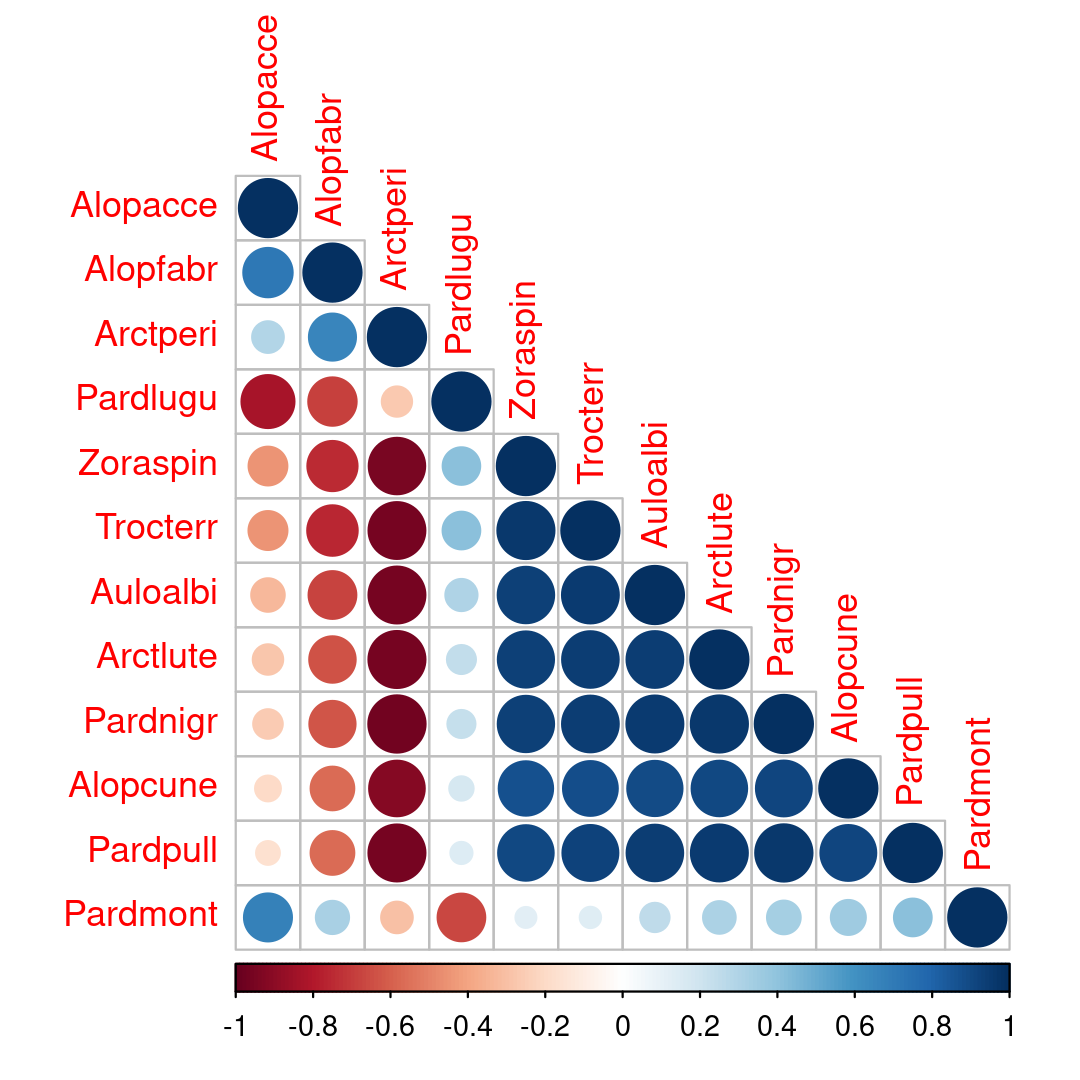 Alopacce
Alopfabr
Arctperi
Pardlugu
Zoraspin
Trocterr
Auloalbi
Arctlute
Pardnigr
Alopcune
Pardpull
Pardmont
Alopacce
Alopfabr
Arctperi
Pardlugu
Zoraspin
Trocterr
Auloalbi
Arctlute
Pardnigr
Alopcune
Pardpull
Pardmont
-1 -0.8 -0.6 -0.4 -0.2 0 0.2 0.4 0.6 0.8 1